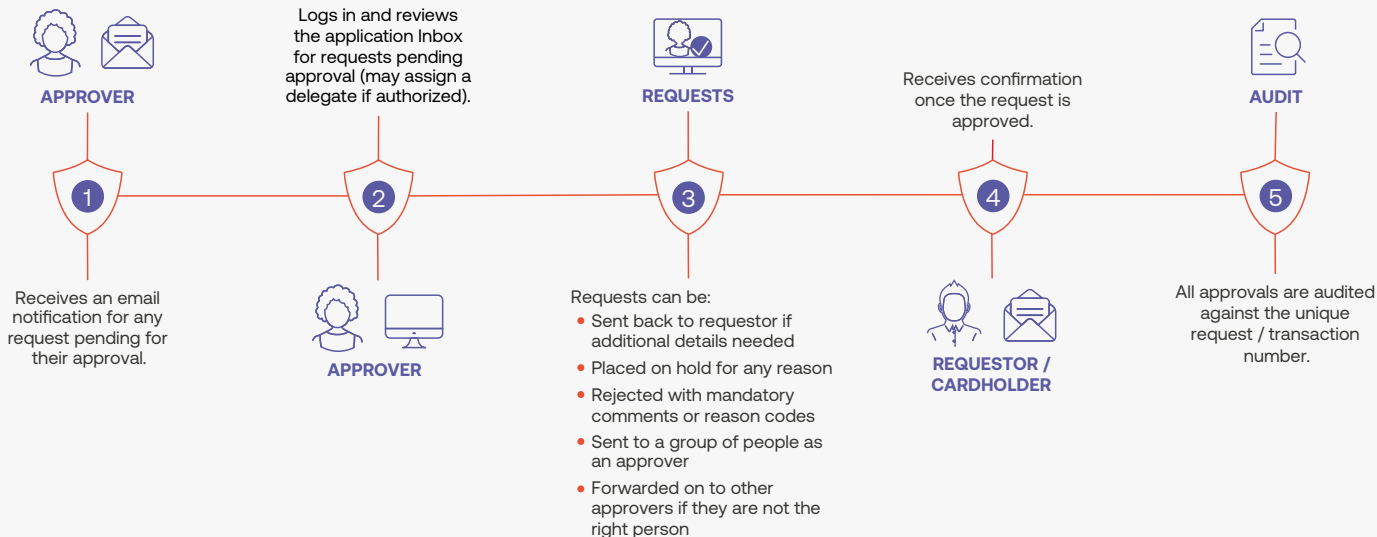 APPROVER
1
Receives an email
notification for any
request pending for
their approval.
Logs in and reviews
the application Inbox
for requests pending
approval (may assign a
delegate if authorized).
2
APPROVER
REQUESTS
3
Requests can be:
• Sent back to requestor if
additional details needed
• Placed on hold for any reason
• Rejected with mandatory
comments or reason codes
• Sent to a group of people as
an approver
• Forwarded on to other
approvers if they are not the
right person
Receives confirmation
once the request is
approved.
4
REQUESTOR /
CARDHOLDER
AUDIT
5
All approvals are audited
against the unique
request / transaction
number.